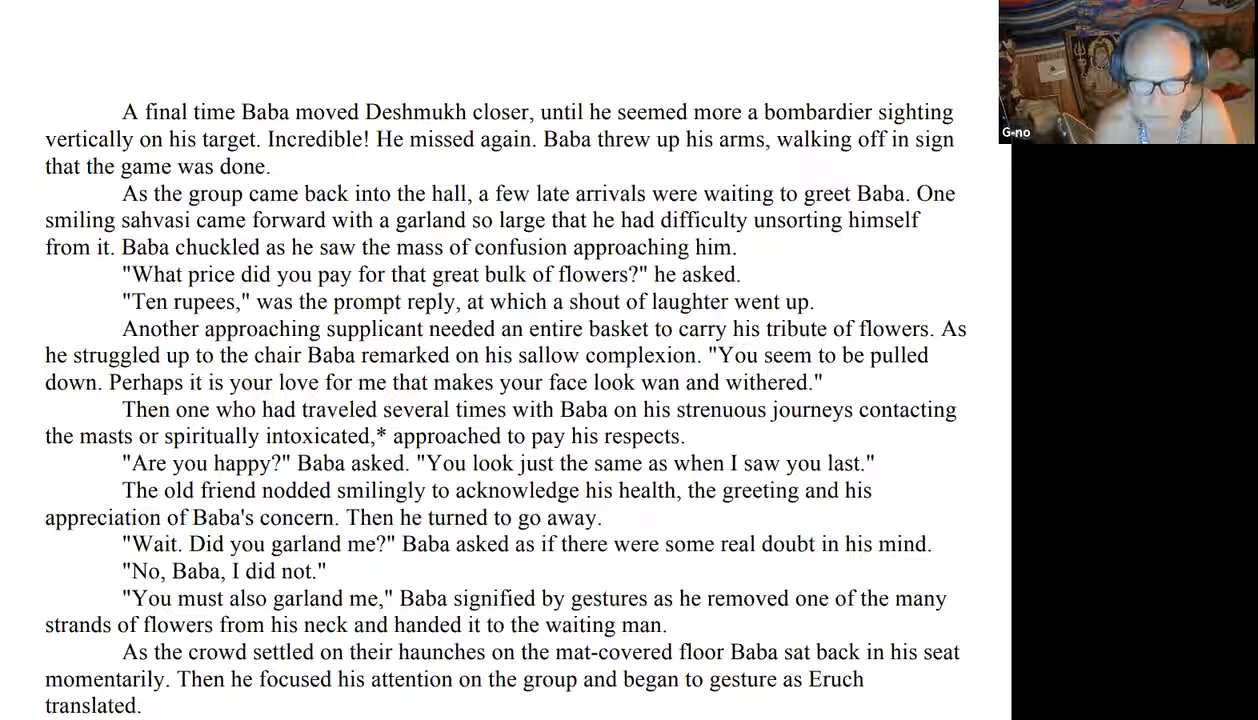 A final time Baba moved Deshmukh closer, until he seemed more a bombardier sighting
vertically on his target. Incredible! He missed again. Baba threw up his arms, walking off in sign
that the game was done.
As the group came back into the hall, a few late arrivals were waiting to greet Baba. One
smiling sahvasi came forward with a garland so large that he had difficulty unsorting himself
from it. Baba chuckled as he saw the mass of confusion approaching him.
"What price did you pay for that great bulk of flowers?" he asked.
"Ten rupees," was the prompt reply, at which a shout of laughter went up.
Another approaching supplicant needed an entire basket to carry his tribute of flowers. As
he struggled up to the chair Baba remarked on his sallow complexion. "You seem to be pulled
down. Perhaps it is your love for me that makes your face look wan and withered."
Then one who had traveled several times with Baba on his strenuous journeys contacting
the masts or spiritually intoxicated,* approached to pay his respects.
"Are you happy?" Baba asked. "You look just the same as when I saw you last."
The old friend nodded smilingly to acknowledge his health, the greeting and his
appreciation of Baba's concern. Then he turned to go away.
"Wait. Did you garland me?" Baba asked as if there were some real doubt in his mind.
"No, Baba, I did not."
"You must also garland me," Baba signified by gestures as he removed one of the many
strands of flowers from his neck and handed it to the waiting man.
As the crowd settled on their haunches on the mat-covered floor Baba sat back in his seat
momentarily. Then he focused his attention on the group and began to gesture as Eruch
translated.
G-no